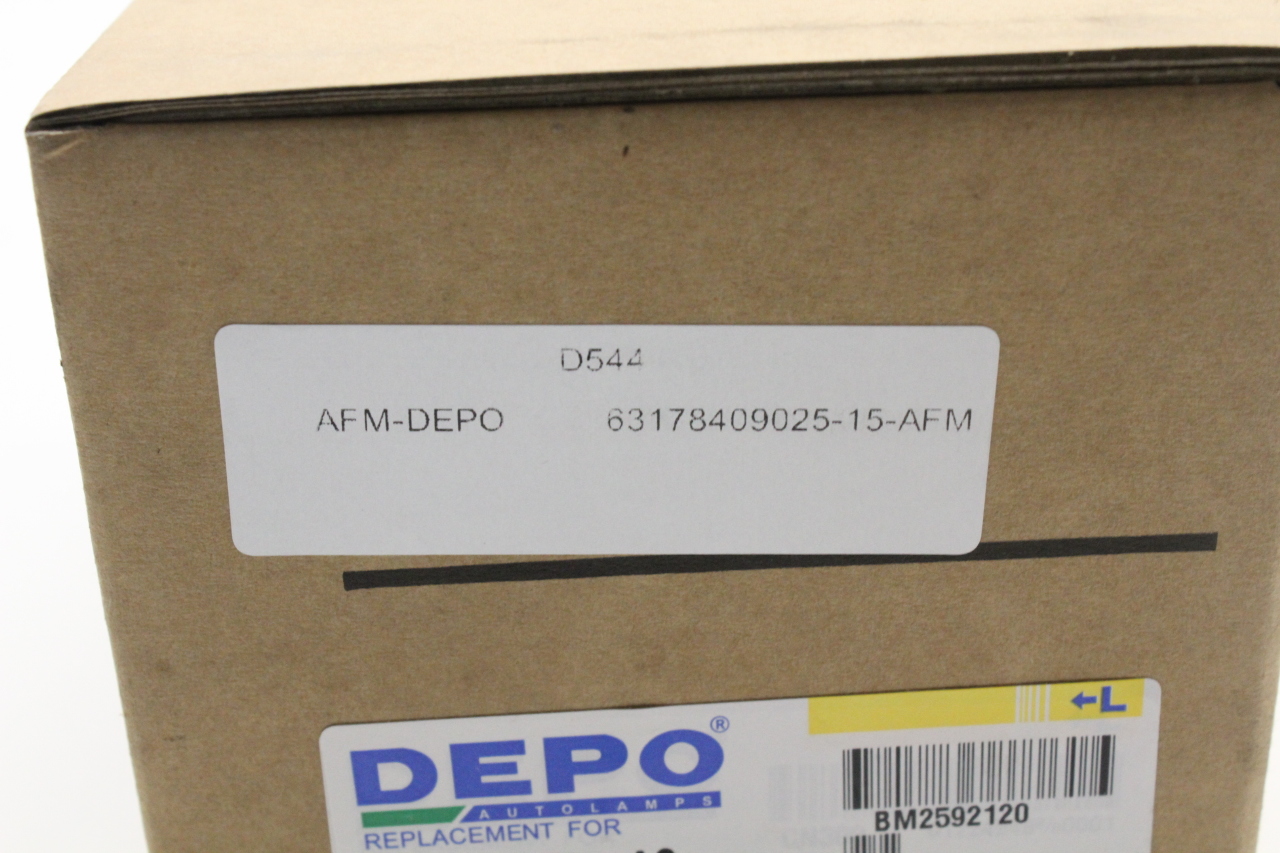 D544
AFM-DEPO 63178409025-15-AFM
←L
DEPO®
AUTOLAMPS
REPLACEMENT FOR
BM2592120